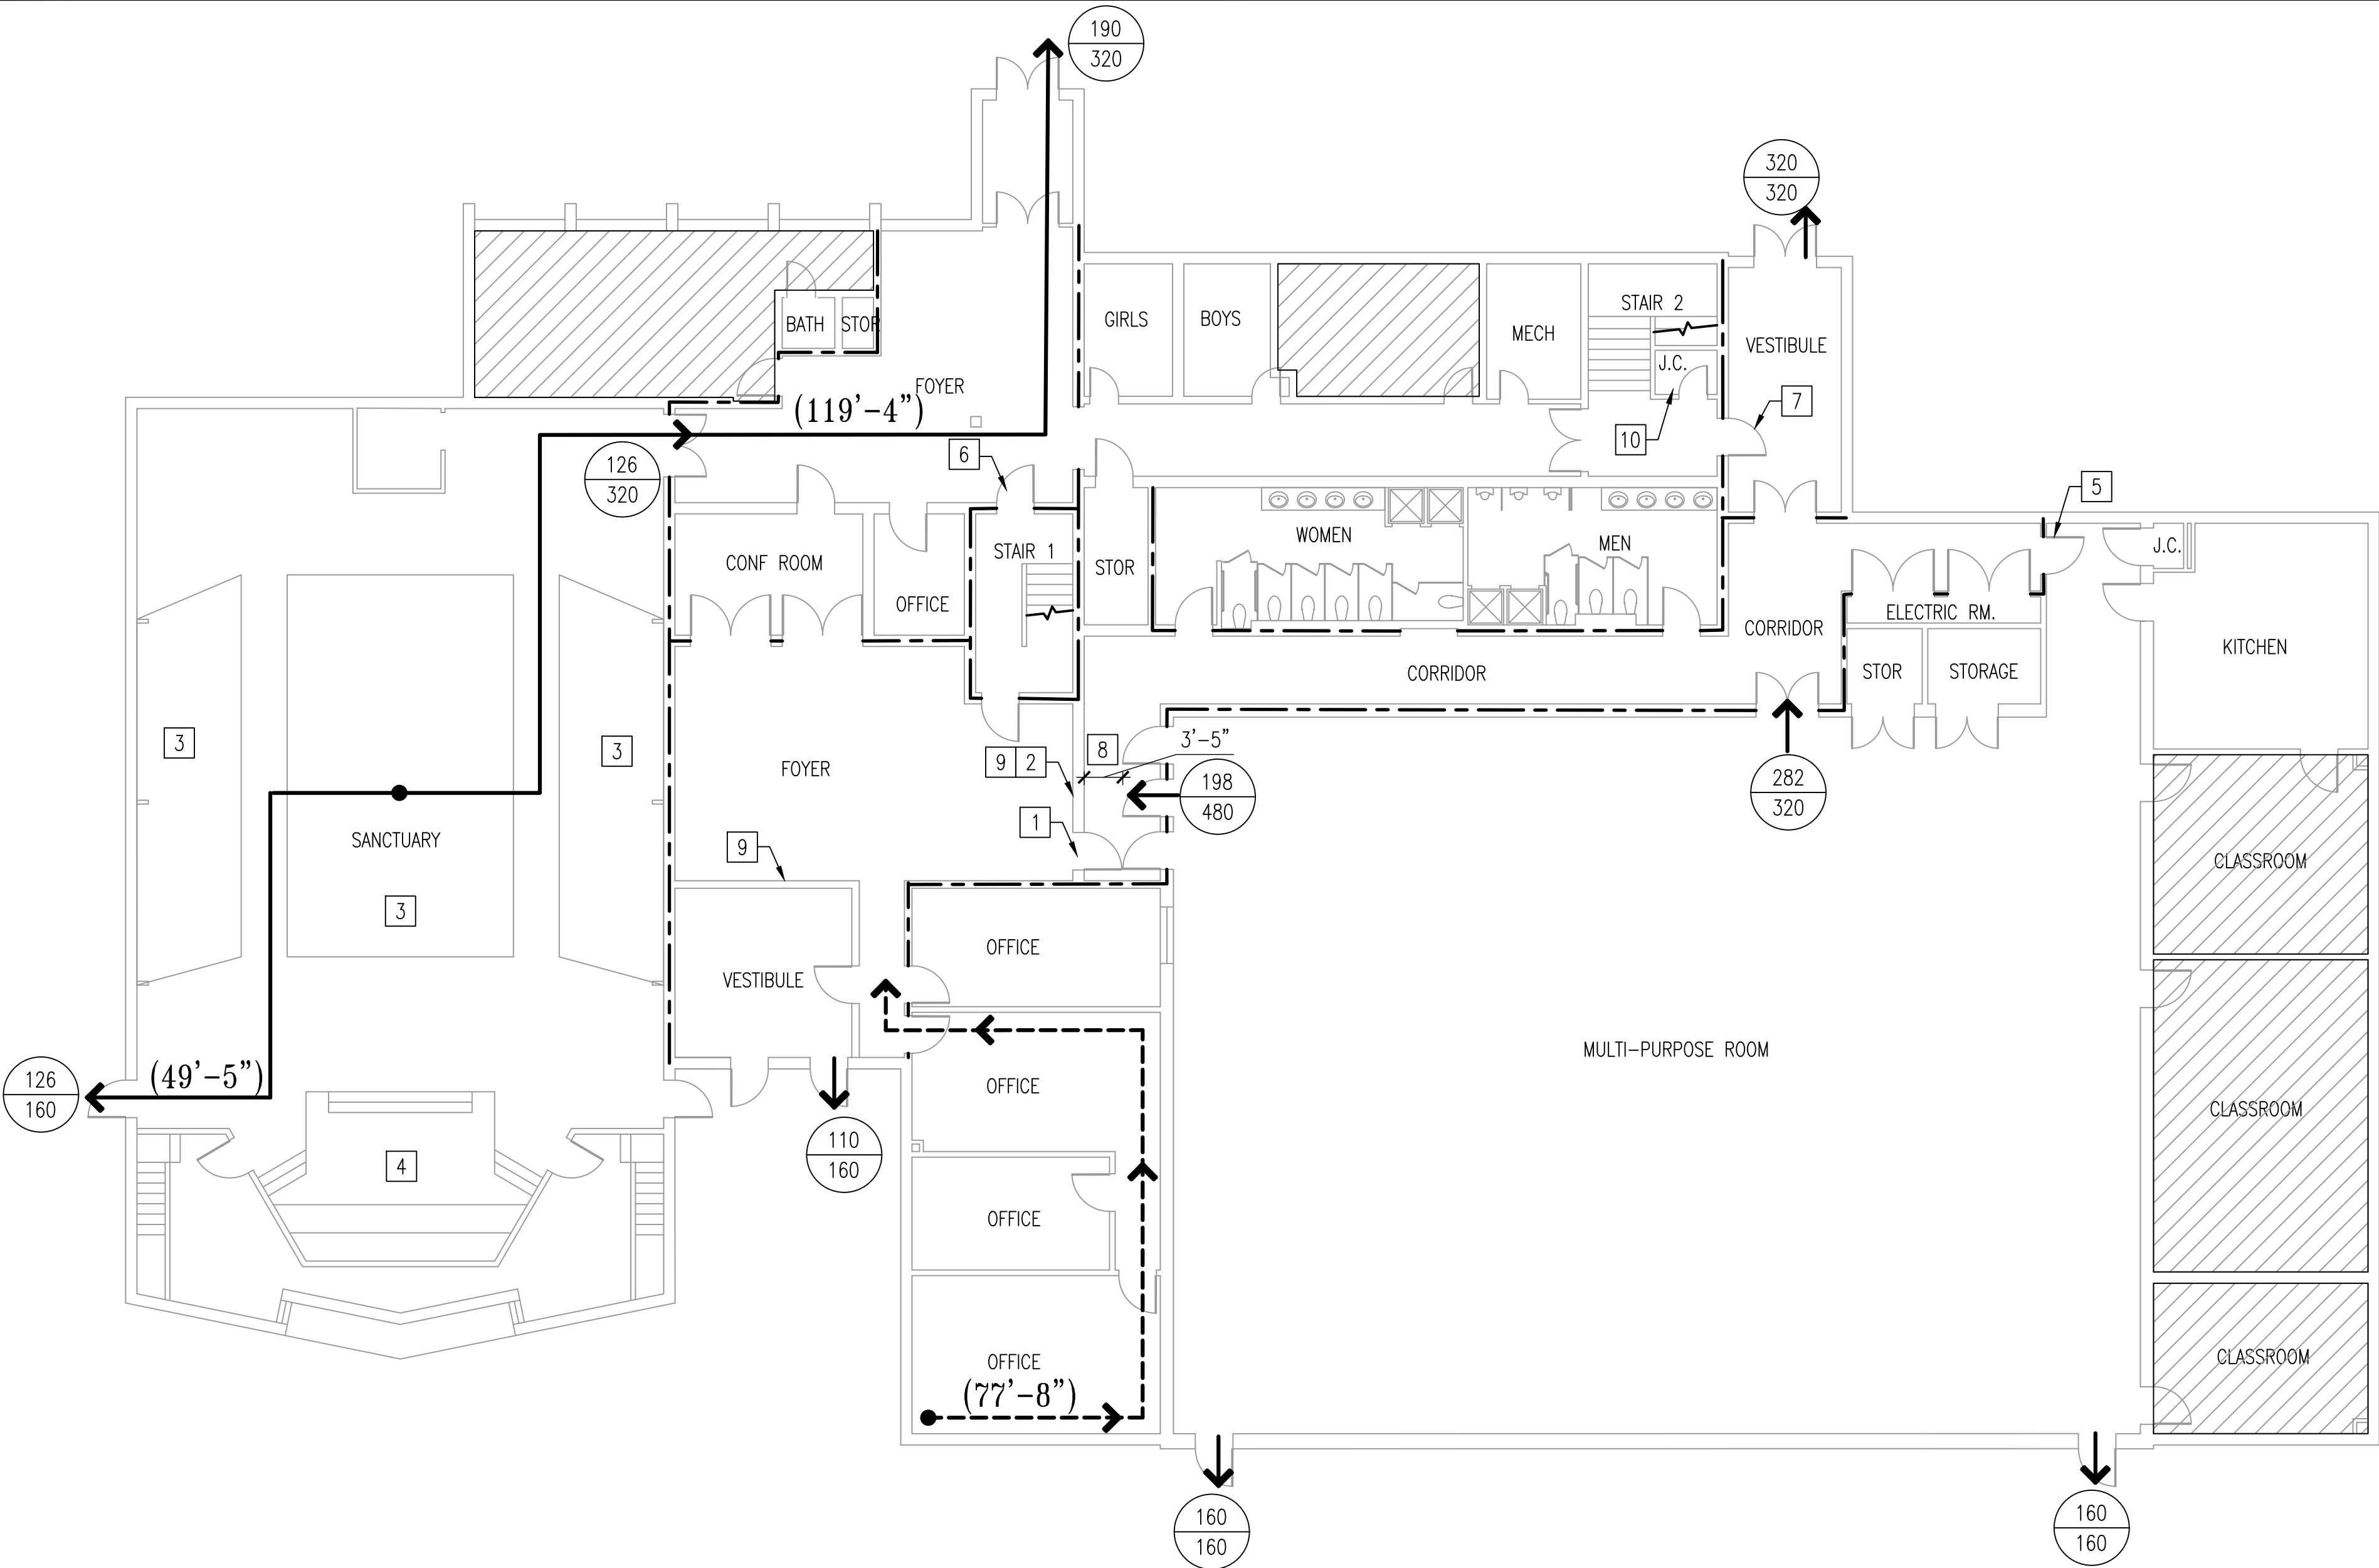 190
320
320
320
BATH
STOR
FOYER
(119'-4")
GIRLS
BOYS
MECH
STAIR 2
J.C.
VESTIBULE
7
10
6
126
320
5
CONF ROOM
OFFICE
STAIR 1
STOR
WOMEN
MEN
CORRIDOR
ELECTRIC RM.
J.C.
KITCHEN
STOR
STORAGE
CORRIDOR
3
3
FOYER
9 2
8
3'-5"
198
480
282
320
1
9
SANCTUARY
3
CLASSROOM
OFFICE
VESTIBULE
MULTI-PURPOSE ROOM
126
160
(49'-5")
OFFICE
CLASSROOM
110
160
4
OFFICE
OFFICE
(77'-8")
CLASSROOM
160
160
160
160